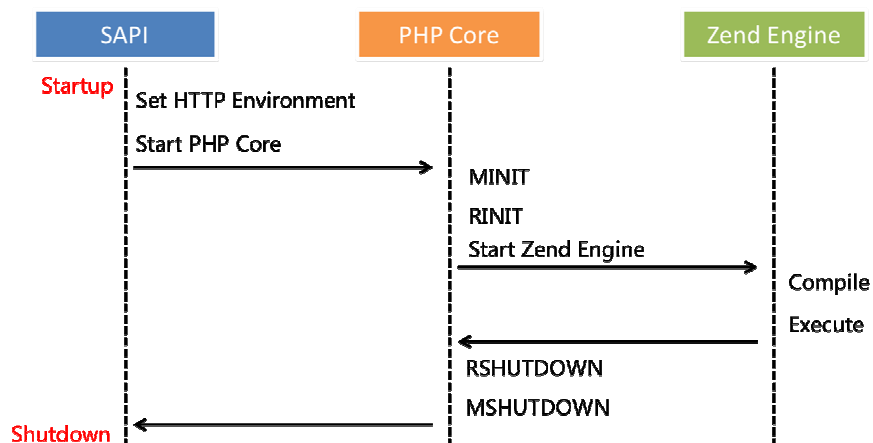 SAPI
PHP Core
Zend Engine
Startup
Set HTTP Environment
Start PHP Core
MINIT
RINIT
Start Zend Engine
Compile
Execute
RSHUTDOWN
MSHUTDOWN
Shutdown